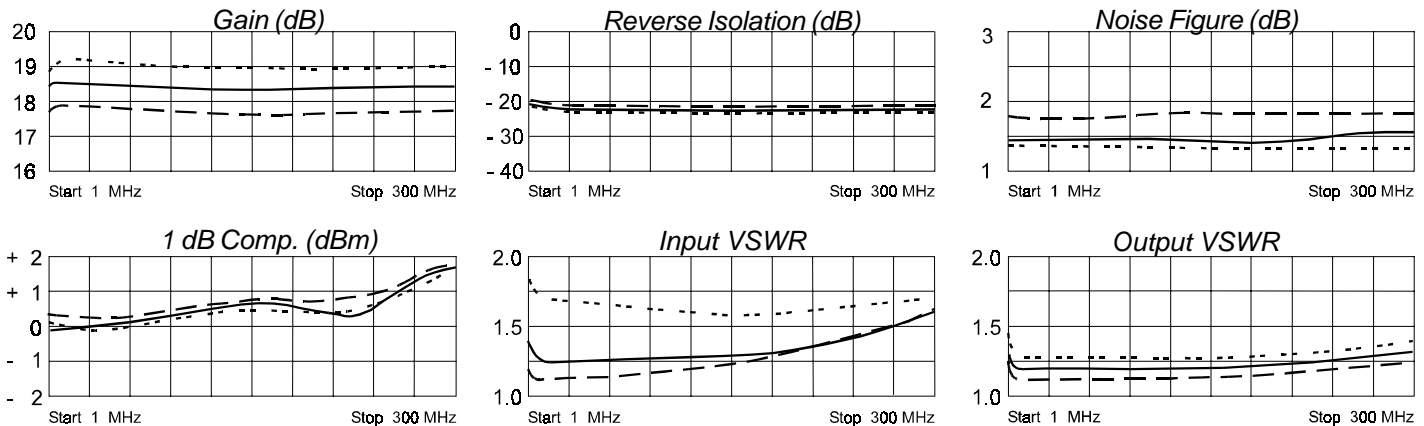 Gain (dB)
20
19
18
17
16
Start 1 MHz Stop 300 MHz
Reverse Isolation (dB)
0
- 10
- 20
- 30
- 40
Start 1 MHz Stop 300 MHz
Noise Figure (dB)
3
2
1
Start 1 MHz Stop 300 MHz
1 dB Comp. (dBm)
+ 2
+ 1
0
- 1
- 2
Start 1 MHz Stop 300 MHz
Input VSWR
2.0
1.5
1.0
Start 1 MHz Stop 300 MHz
Output VSWR
2.0
1.5
1.0
Start 1 MHz Stop 300 MHz